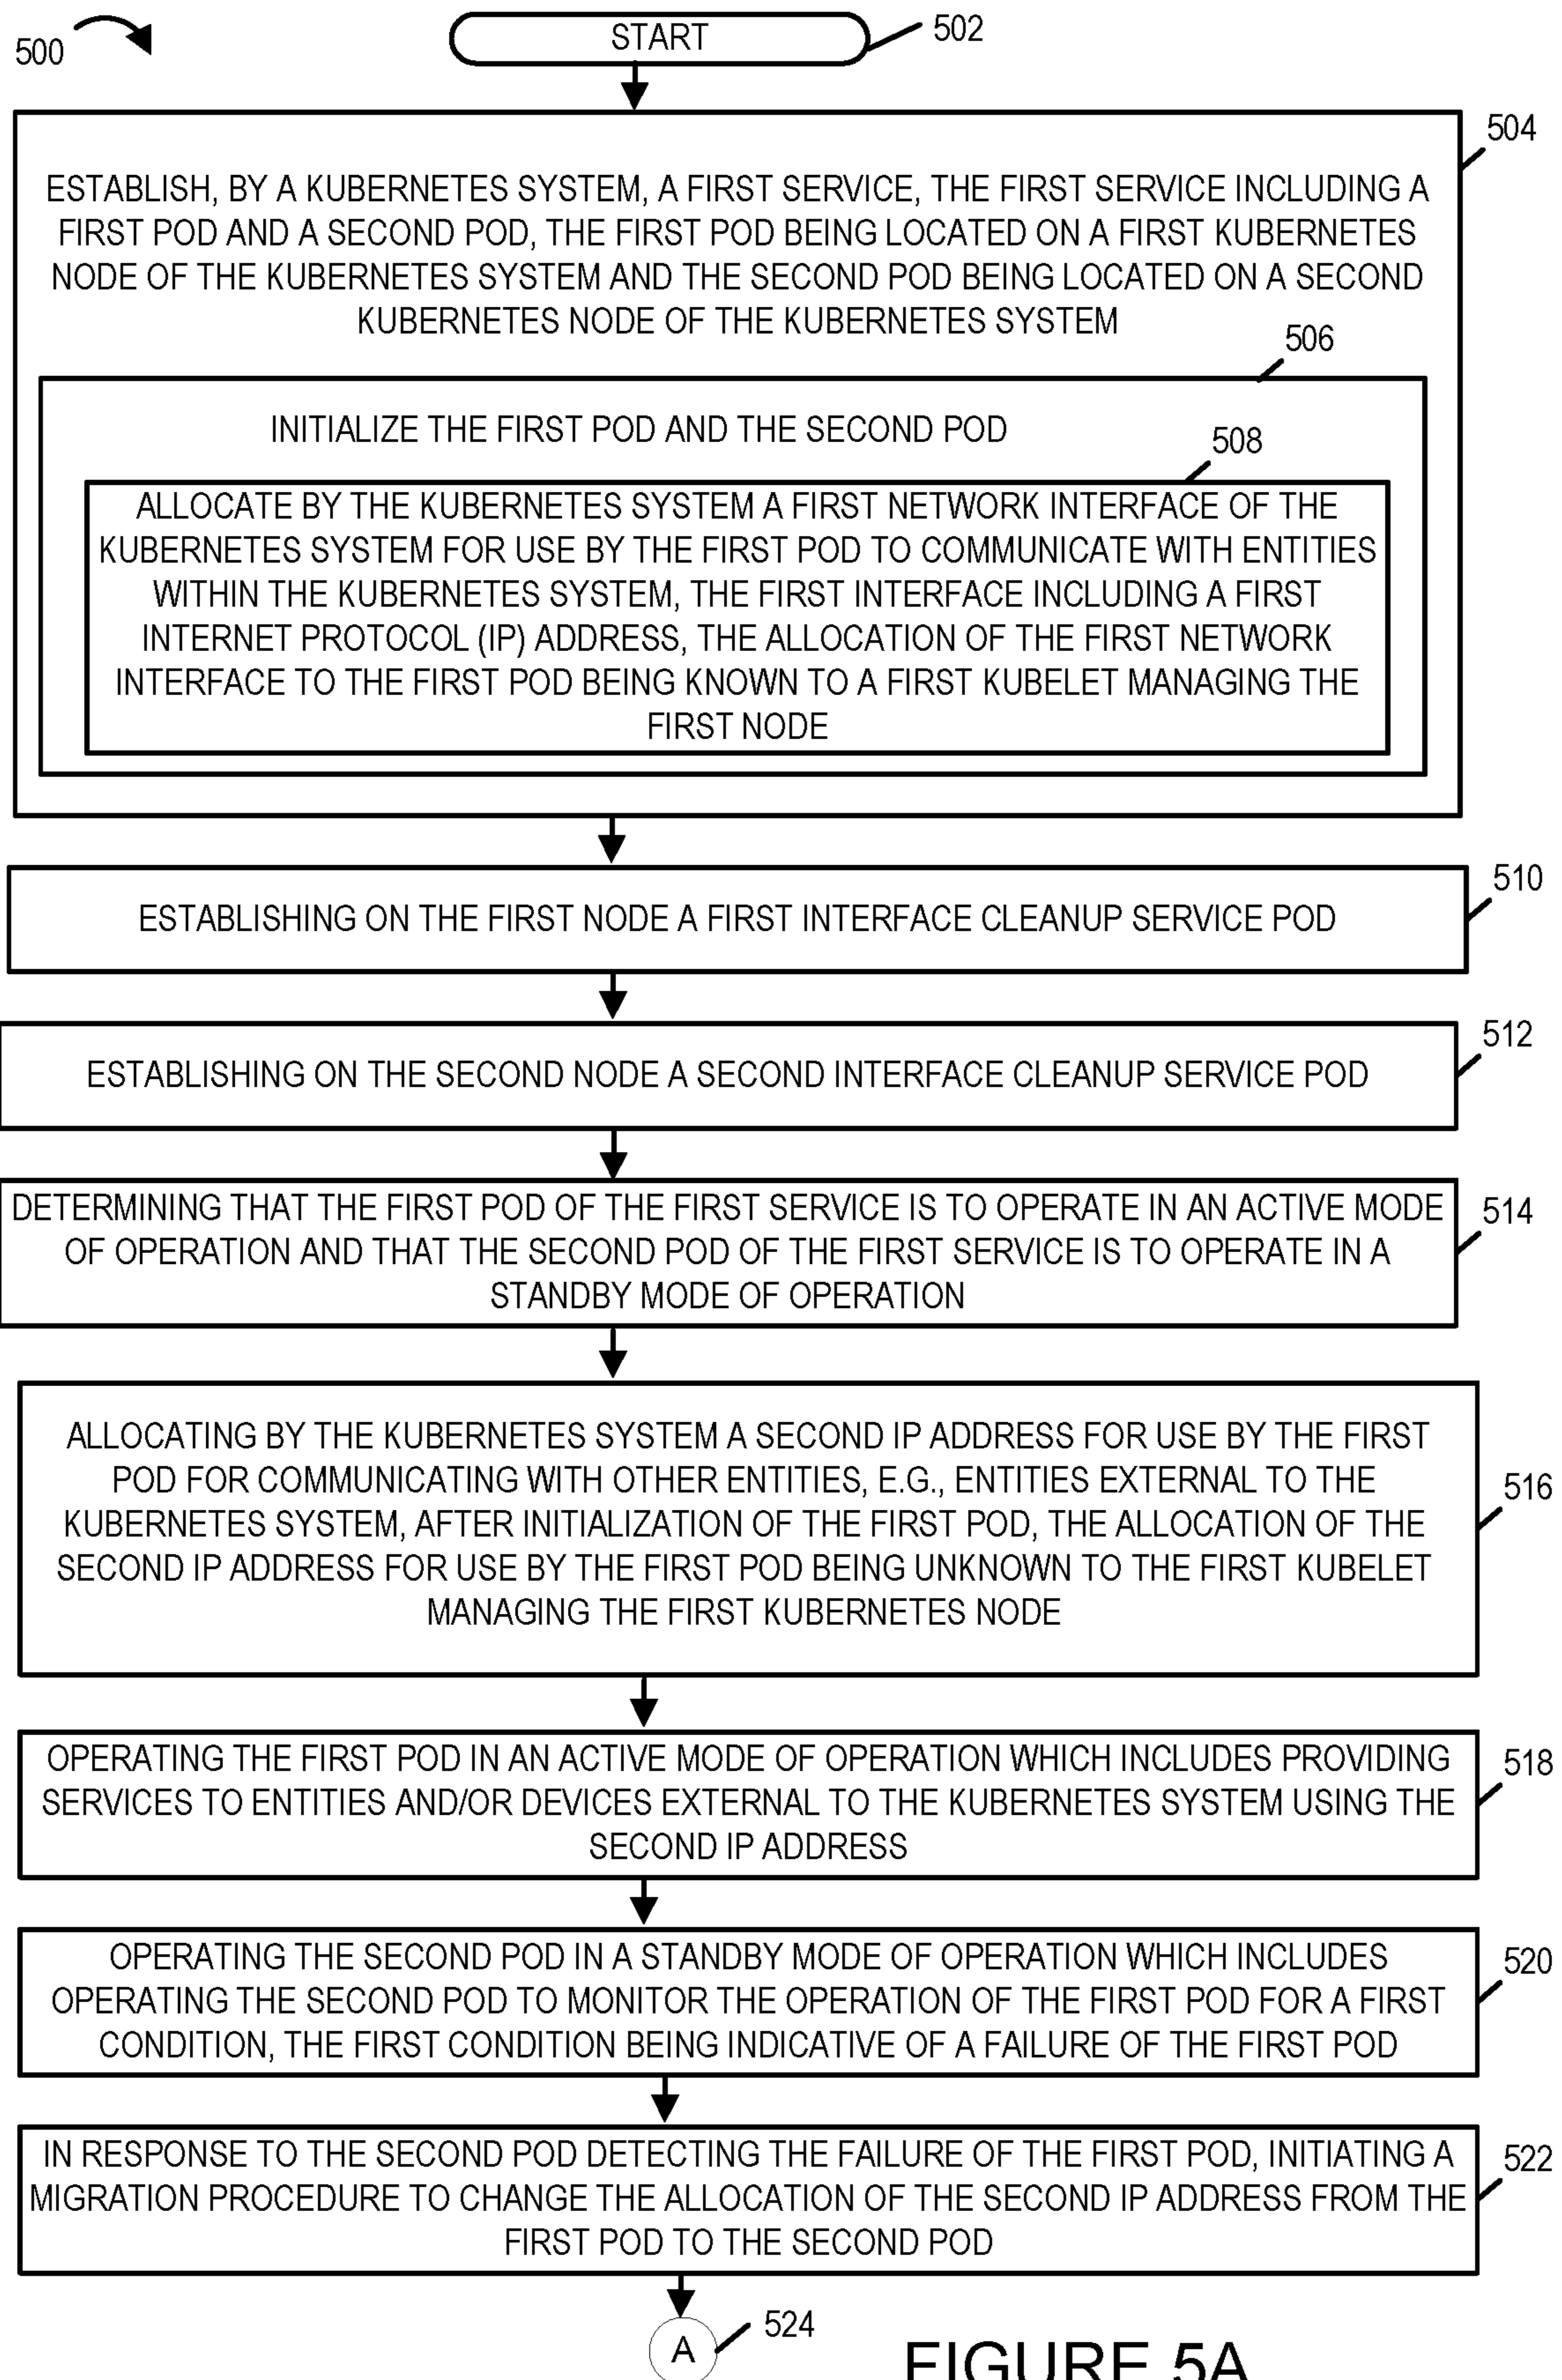 500
START
502
504
ESTABLISH, BY A KUBERNETES SYSTEM, A FIRST SERVICE, THE FIRST SERVICE INCLUDING A
FIRST POD AND A SECOND POD, THE FIRST POD BEING LOCATED ON A FIRST KUBERNETES
NODE OF THE KUBERNETES SYSTEM AND THE SECOND POD BEING LOCATED ON A SECOND
KUBERNETES NODE OF THE KUBERNETES SYSTEM
506
INITIALIZE THE FIRST POD AND THE SECOND POD
508
ALLOCATE BY THE KUBERNETES SYSTEM A FIRST NETWORK INTERFACE OF THE
KUBERNETES SYSTEM FOR USE BY THE FIRST POD TO COMMUNICATE WITH ENTITIES
WITHIN THE KUBERNETES SYSTEM, THE FIRST INTERFACE INCLUDING A FIRST
INTERNET PROTOCOL (IP) ADDRESS, THE ALLOCATION OF THE FIRST NETWORK
INTERFACE TO THE FIRST POD BEING KNOWN TO A FIRST KUBELET MANAGING THE
FIRST NODE
510
ESTABLISHING ON THE FIRST NODE A FIRST INTERFACE CLEANUP SERVICE POD
512
ESTABLISHING ON THE SECOND NODE A SECOND INTERFACE CLEANUP SERVICE POD
514
DETERMINING THAT THE FIRST POD OF THE FIRST SERVICE IS TO OPERATE IN AN ACTIVE MODE
OF OPERATION AND THAT THE SECOND POD OF THE FIRST SERVICE IS TO OPERATE IN A
STANDBY MODE OF OPERATION
516
ALLOCATING BY THE KUBERNETES SYSTEM A SECOND IP ADDRESS FOR USE BY THE FIRST
POD FOR COMMUNICATING WITH OTHER ENTITIES, E.G., ENTITIES EXTERNAL TO THE
KUBERNETES SYSTEM, AFTER INITIALIZATION OF THE FIRST POD, THE ALLOCATION OF THE
SECOND IP ADDRESS FOR USE BY THE FIRST POD BEING UNKNOWN TO THE FIRST KUBELET
MANAGING THE FIRST KUBERNETES NODE
518
OPERATING THE FIRST POD IN AN ACTIVE MODE OF OPERATION WHICH INCLUDES PROVIDING
SERVICES TO ENTITIES AND/OR DEVICES EXTERNAL TO THE KUBERNETES SYSTEM USING THE
SECOND IP ADDRESS
520
OPERATING THE SECOND POD IN A STANDBY MODE OF OPERATION WHICH INCLUDES
OPERATING THE SECOND POD TO MONITOR THE OPERATION OF THE FIRST POD FOR A FIRST
CONDITION, THE FIRST CONDITION BEING INDICATIVE OF A FAILURE OF THE FIRST POD
522
IN RESPONSE TO THE SECOND POD DETECTING THE FAILURE OF THE FIRST POD, INITIATING A
MIGRATION PROCEDURE TO CHANGE THE ALLOCATION OF THE SECOND IP ADDRESS FROM THE
FIRST POD TO THE SECOND POD
A
524
FIGURE 5A